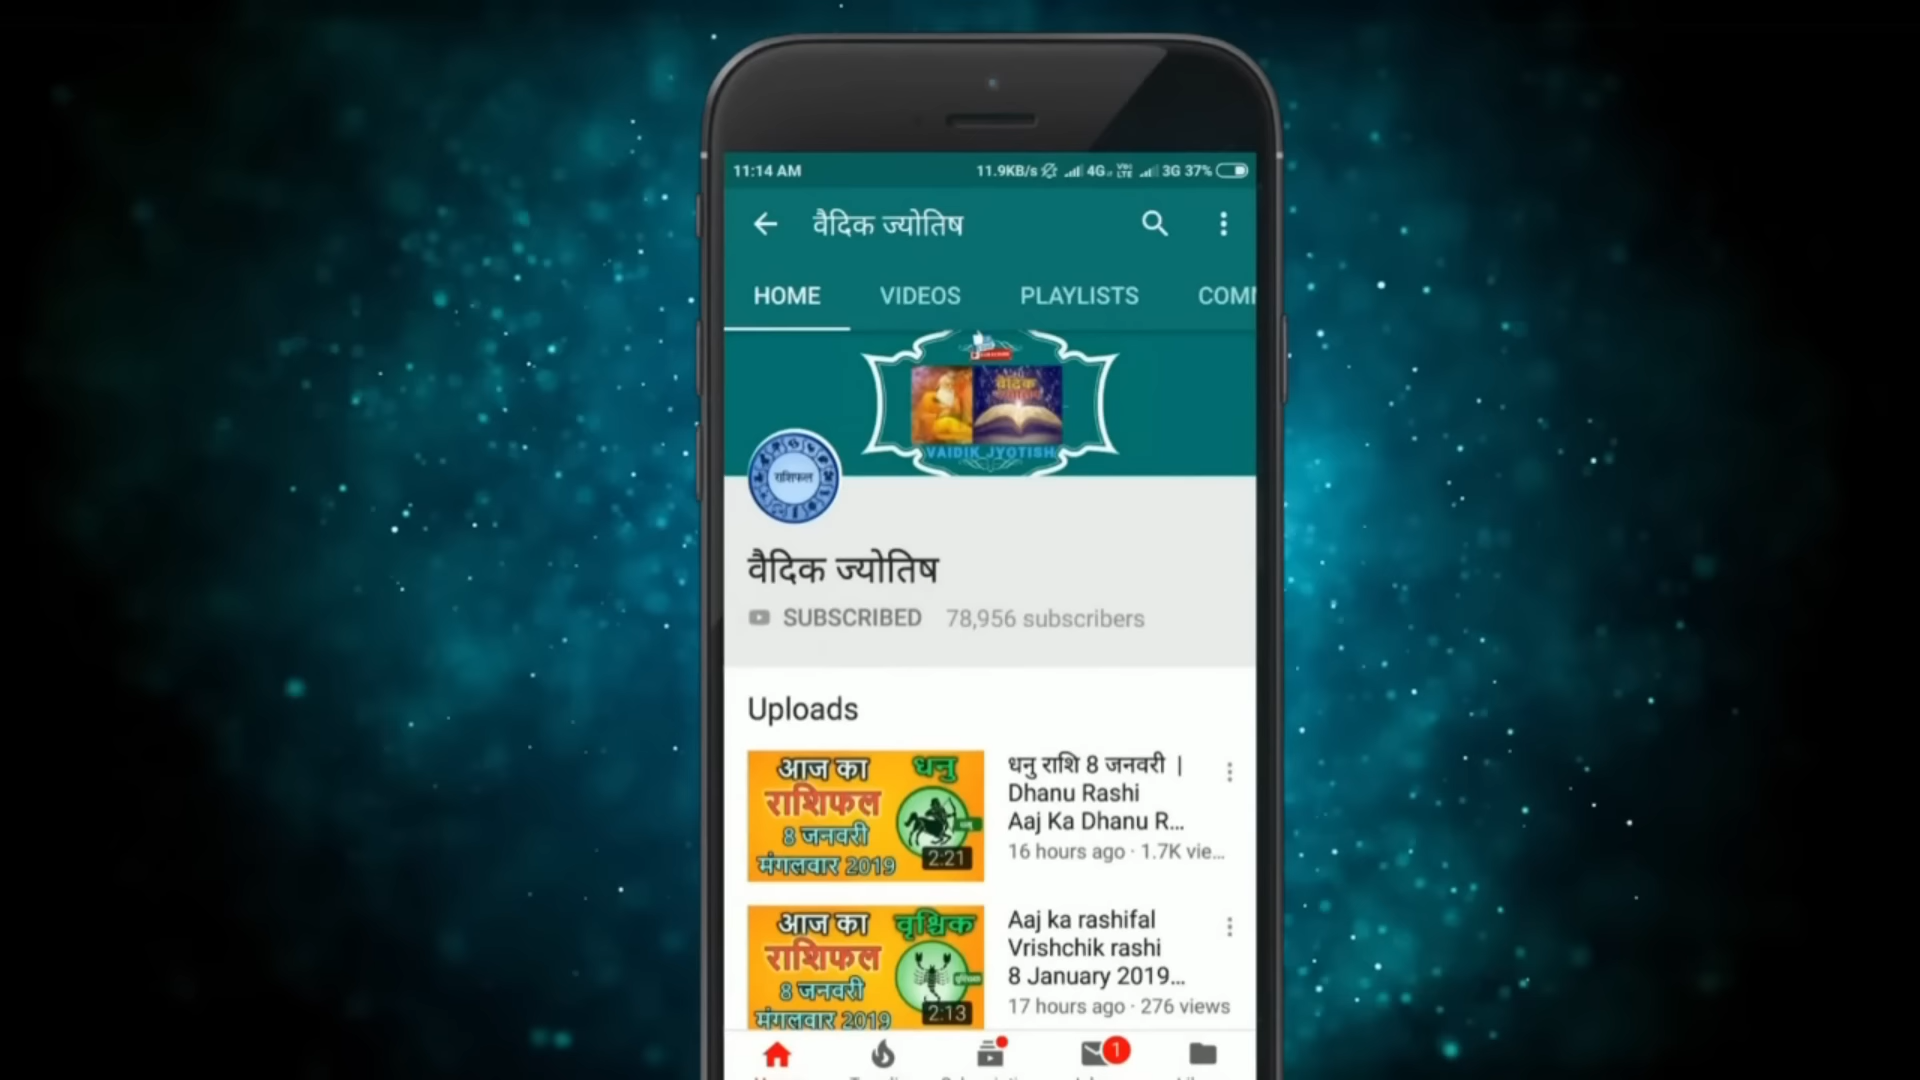 11:14 AM
11.9KB/s 4G 3G 37%
वैदिक ज्योतिष
HOME VIDEOS PLAYLISTS COMM
वैदिक
VAIDIK JYOTISH
राशिफल
वैदिक ज्योतिष
SUBSCRIBED 78,956 subscribers
Uploads
आज का धनु
राशिफल
8 जनवरी
मंगलवार 2019
2:21
धनु राशि 8 जनवरी |
Dhanu Rashi
Aaj Ka Dhanu R...
16 hours ago · 1.7K vie...
आज का वृश्चिक
राशिफल
8 जनवरी
मंगलवार 2019
2:13
Aaj ka rashifal
Vrishchik rashi
8 January 2019...
17 hours ago · 276 views
1